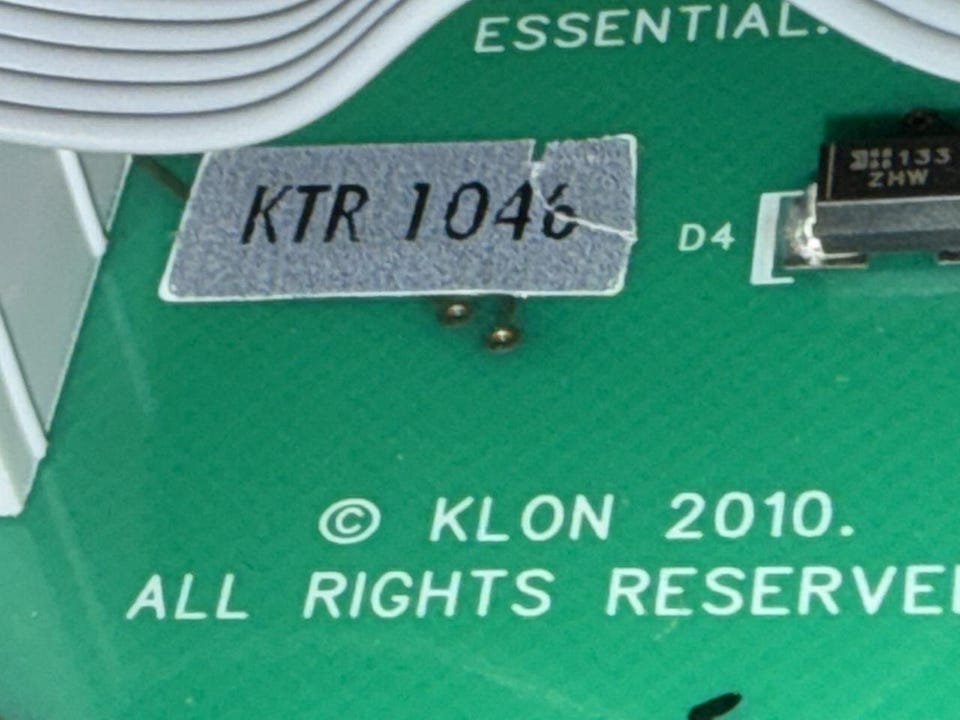 ESSENTIAL.
KTR 1046
D4
133
ZHW
© KLON 2010.
ALL RIGHTS RESERVE